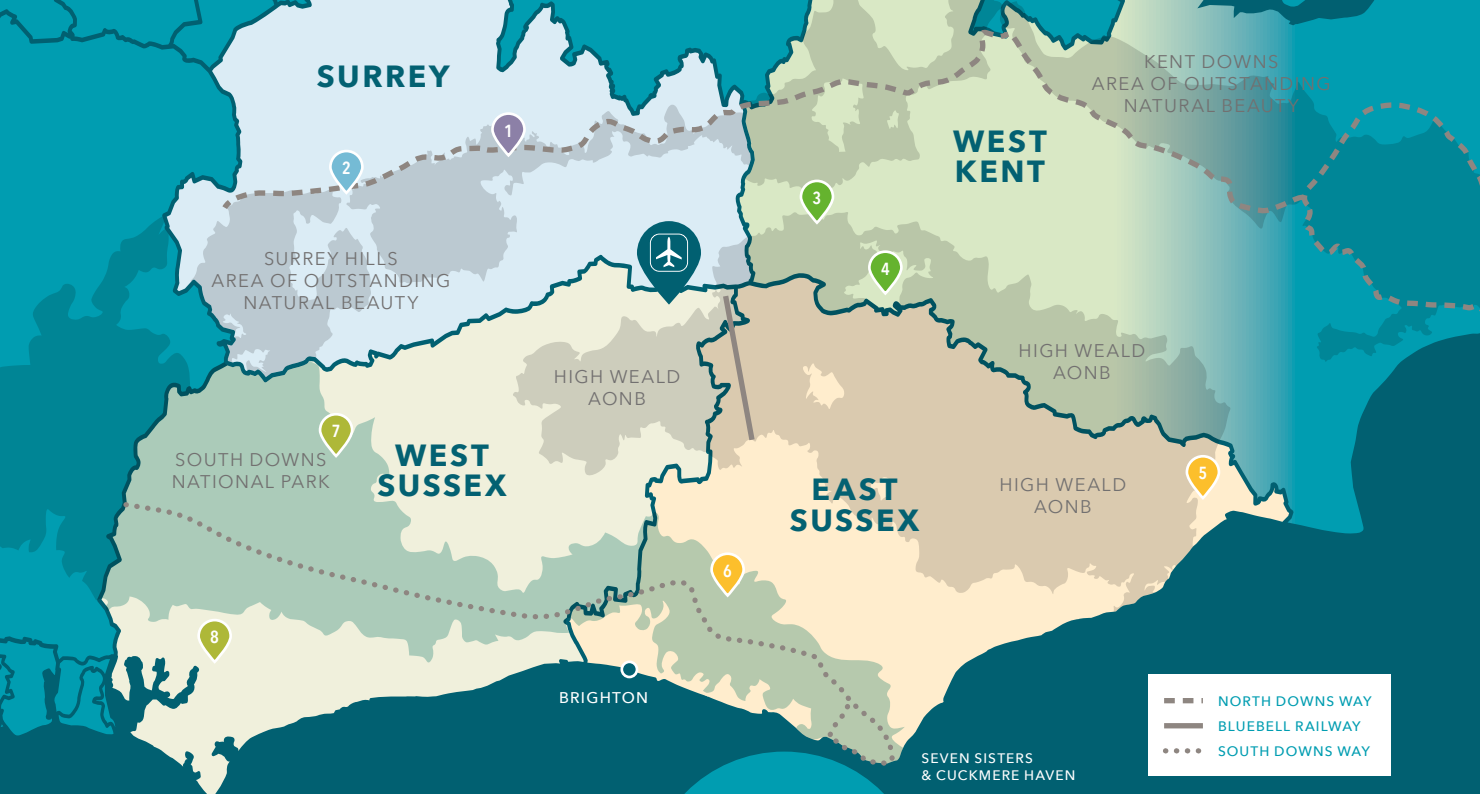 SURREY
KENT DOWNS
AREA OF OUTSTANDING
NATURAL BEAUTY
1
WEST
KENT
2
3
SURREY HILLS
AREA OF OUTSTANDING
NATURAL BEAUTY
4
HIGH WEALD
AONB
HIGH WEALD
AONB
7
SOUTH DOWNS
NATIONAL PARK
WEST
SUSSEX
5
EAST
SUSSEX
HIGH WEALD
AONB
6
8
BRIGHTON
SEVEN SISTERS
& CUCKMERE HAVEN
NORTH DOWNS WAY
BLUEBELL RAILWAY
SOUTH DOWNS WAY